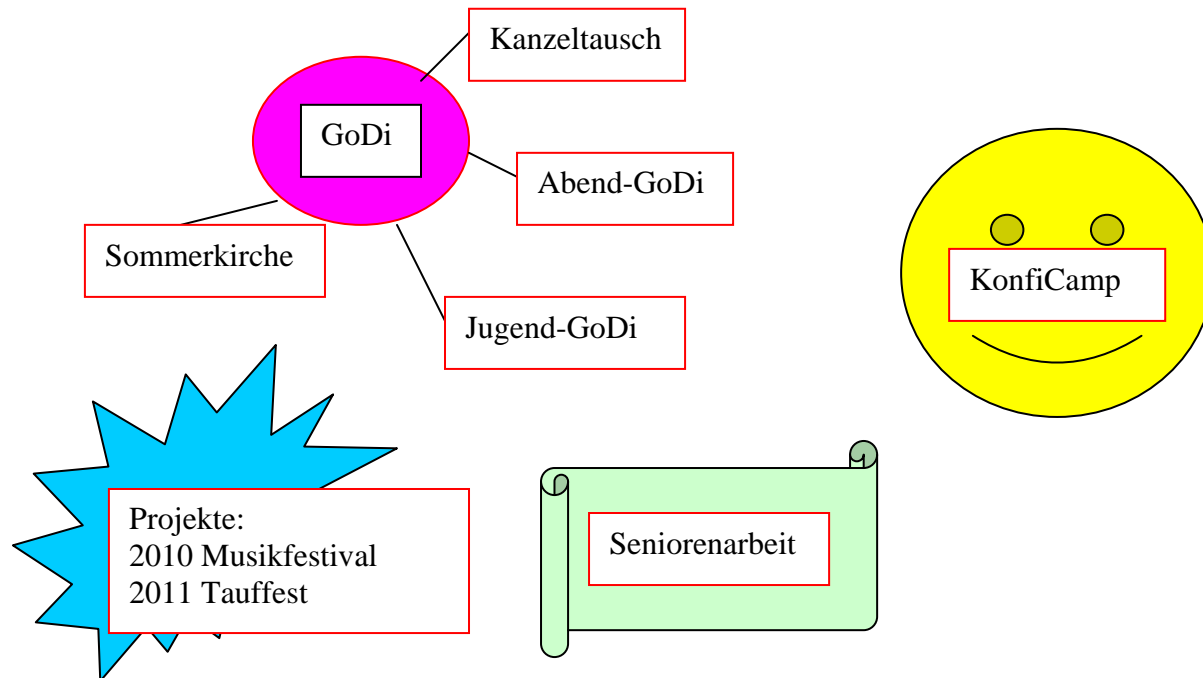 Kanzeltausch
GoDi
Abend-GoDi
Sommerkirche
KonfiCamp
Jugend-GoDi
Projekte:
2010 Musikfestival
2011 Tauffest
Seniorenarbeit